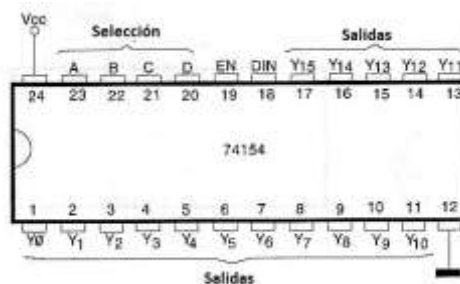 Vcc
Selección
Salidas
A B C D EN DIN Y15 Y14 Y13 Y12 Y11
24 23 22 21 20 19 18 17 16 15 14 13
74154
1 2 3 4 5 6 7 8 9 10 11 12
YØ Y1 Y2 Y3 Y4 Y5 Y6 Y7 Y8 Y9 Y10
Salidas